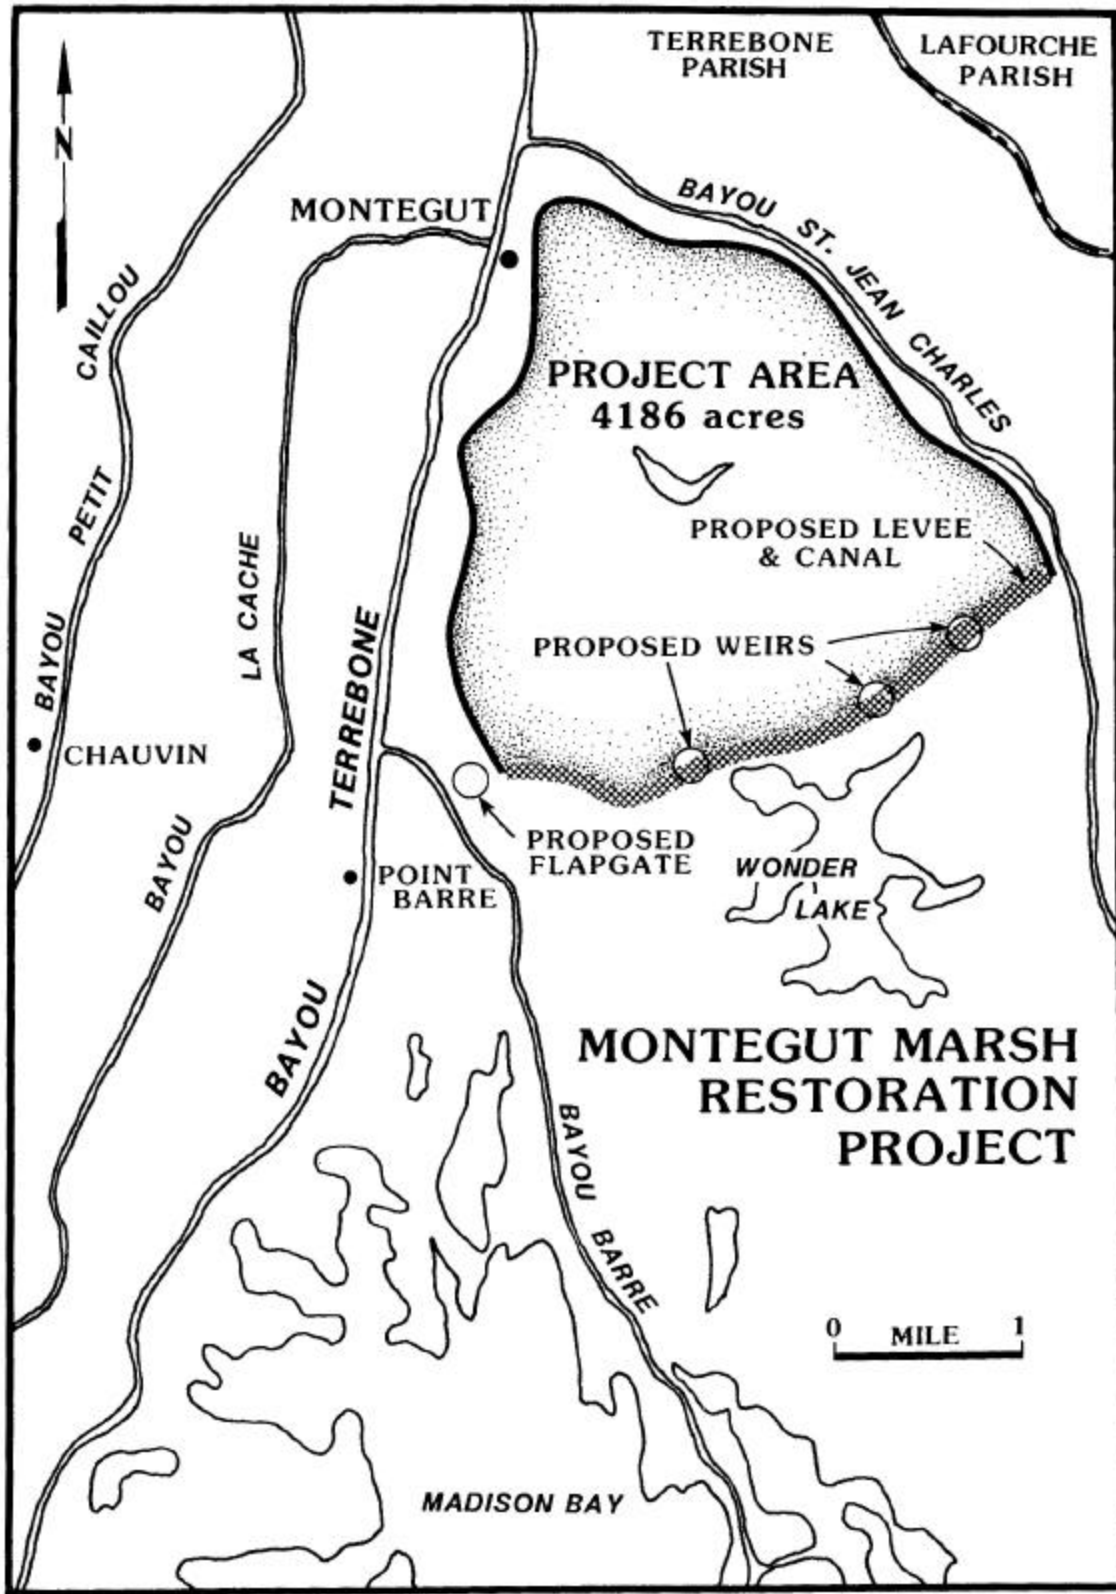 TERREBONE
PARISH
LAFOURCHE
PARISH
N
MONTEGUT
BAYOU ST. JEAN CHARLES
BAYOU PETIT CAILLOU
PROJECT AREA
4186 acres
PROPOSED LEVEE
& CANAL
BAYOU LA CACHE
BAYOU TERREBONE
PROPOSED WEIRS
CHAUVIN
PROPOSED
FLAPGATE
POINT
BARRE
WONDER
LAKE
MONTEGUT MARSH
RESTORATION
PROJECT
BAYOU BARRE
0 MILE 1
MADISON BAY